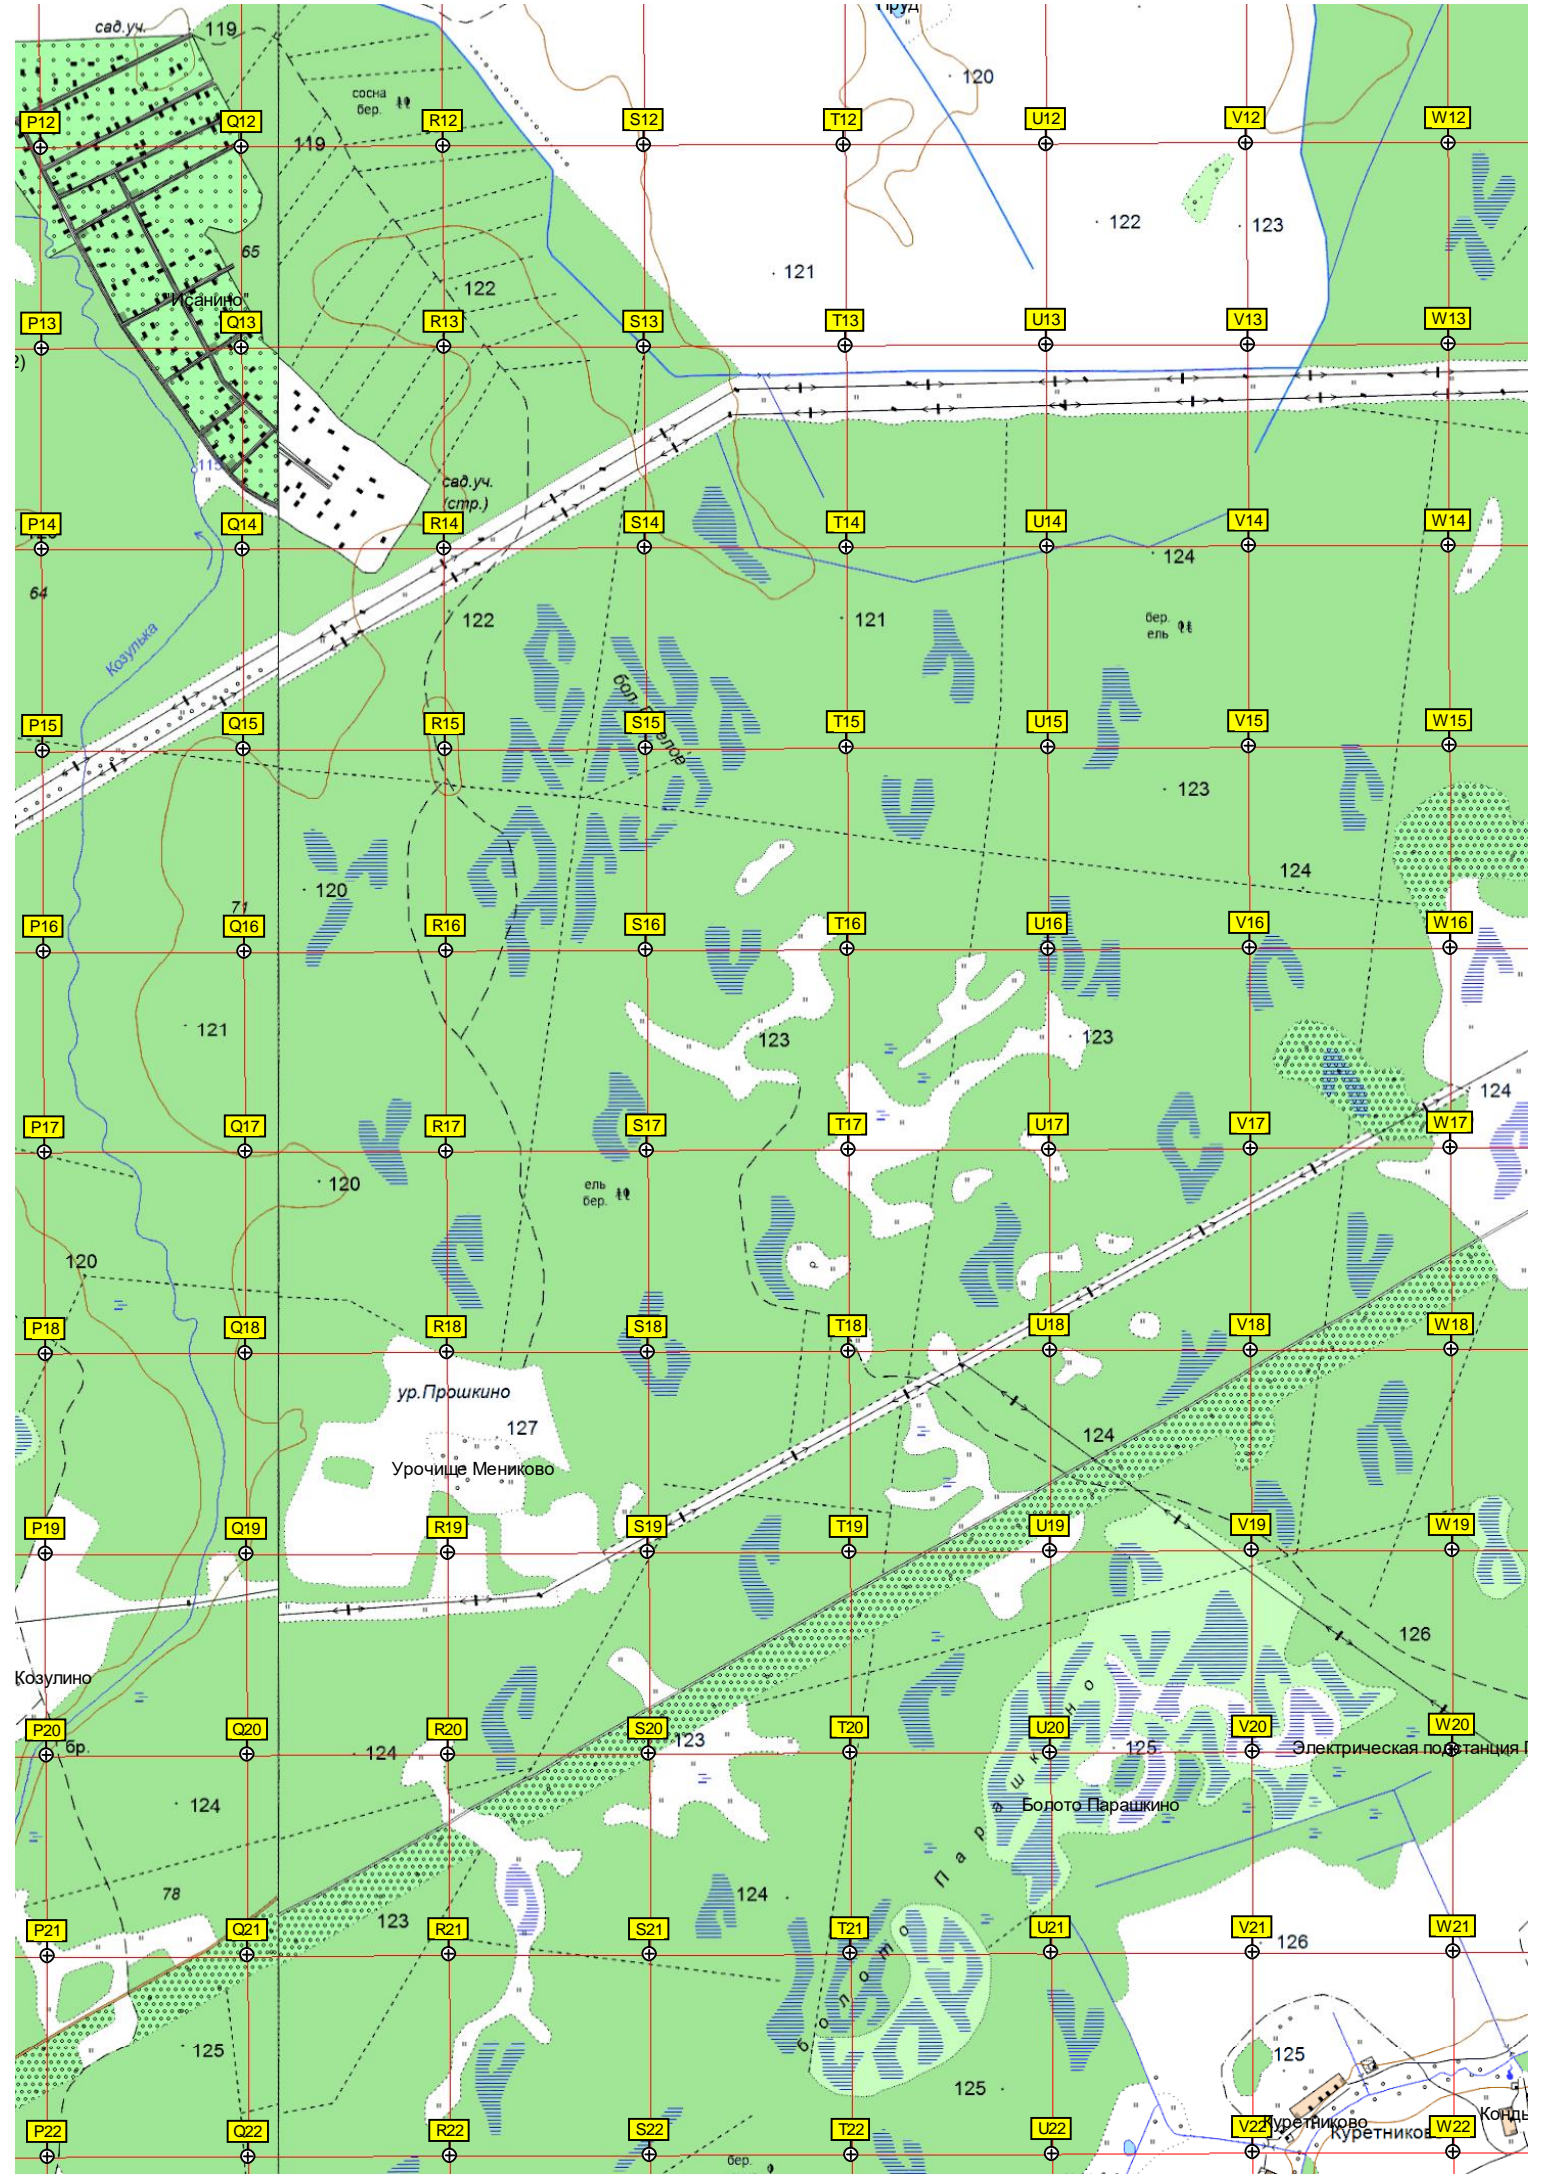 сад.уч.
119
Пруд
120
сосна
бер.
P12
Q12
R12
S12
T12
U12
V12
W12
119
65
122
123
121
"Исанино"
122
P13
Q13
R13
S13
T13
U13
V13
W13
2)
115
сад.уч.
(стр.)
P14
Q14
R14
S14
T14
U14
V14
W14
124
64
122
121
бер.
ель
Козулька
P15
Q15
R15
S15
T15
U15
V15
W15
123
124
120
71
P16
Q16
R16
S16
T16
U16
V16
W16
121
123
123
124
P17
Q17
R17
S17
T17
U17
V17
W17
120
ель
бер.
120
р
P18
Q18
R18
S18
T18
U18
V18
W18
ур.Прошкино
127
124
Урочище Мениково
P19
Q19
R19
S19
T19
U19
V19
W19
126
Козулино
P20
Q20
R20
S20
T20
U20
V20
W20
бр.
124
123
125
Электрическая подстанция П
124
Болото Парашкино
78
124
123
P21
Q21
R21
S21
T21
U21
V21
W21
126
болото Парашкино
125
125
125
P22
Q22
R22
S22
T22
U22
V22
W22
Куретниково
Конды
Куретников
бер.